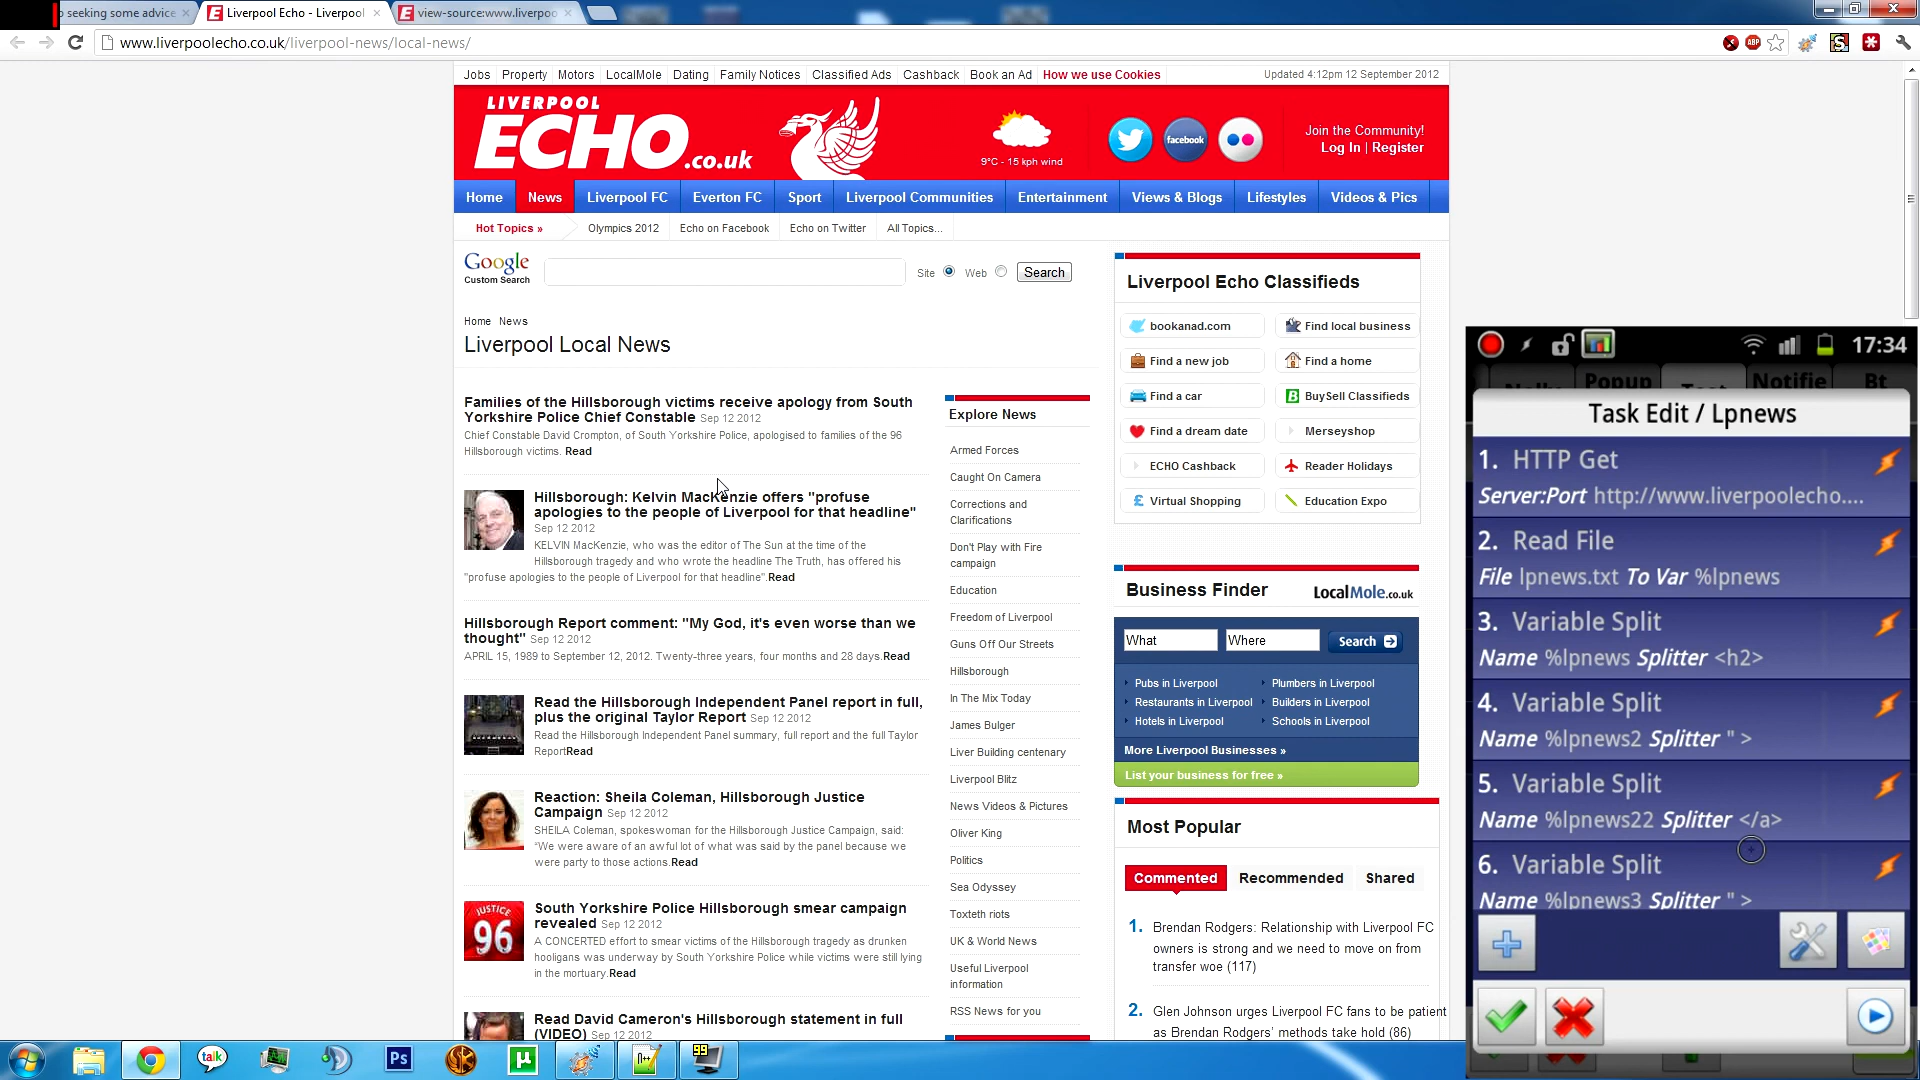 seeking some advice
Liverpool Echo - Liverpool
view-source:www.liverpoo
www.liverpoolecho.co.uk/liverpool-news/local-news/
Jobs Property Motors LocalMole Dating Family Notices Classified Ads Cashback Book an Ad How we use Cookies
Updated 4:12pm 12 September 2012
LIVERPOOL
ECHO.co.uk
9°C - 15 kph wind
facebook
Join the Community!
Log In | Register
Home News Liverpool FC Everton FC Sport Liverpool Communities Entertainment Views & Blogs Lifestyles Videos & Pics
Hot Topics » Olympics 2012 Echo on Facebook Echo on Twitter All Topics...
Google
Custom Search
Site Web Search
Home News
Liverpool Local News
Families of the Hillsborough victims receive apology from South
Yorkshire Police Chief Constable Sep 12 2012
Chief Constable David Crompton, of South Yorkshire Police, apologised to families of the 96
Hillsborough victims. Read
Hillsborough: Kelvin MacKenzie offers "profuse
apologies to the people of Liverpool for that headline"
Sep 12 2012
KELVIN MacKenzie, who was the editor of The Sun at the time of the
Hillsborough tragedy and who wrote the headline The Truth, has offered his
"profuse apologies to the people of Liverpool for that headline".Read
Hillsborough Report comment: "My God, it's even worse than we
thought" Sep 12 2012
APRIL 15, 1989 to September 12, 2012. Twenty-three years, four months and 28 days.Read
Read the Hillsborough Independent Panel report in full,
plus the original Taylor Report Sep 12 2012
Read the Hillsborough Independent Panel summary, full report and the full Taylor
ReportRead
Reaction: Sheila Coleman, Hillsborough Justice
Campaign Sep 12 2012
SHEILA Coleman, spokeswoman for the Hillsborough Justice Campaign, said:
“We were aware of an awful lot of what was said by the panel because we
were party to those actions.Read
JUSTICE
96
South Yorkshire Police Hillsborough smear campaign
revealed Sep 12 2012
A CONCERTED effort to smear victims of the Hillsborough tragedy as drunken
hooligans was underway by South Yorkshire Police while victims were still lying
in the mortuary.Read
Read David Cameron's Hillsborough statement in full
(VIDEO) Sep 12 2012
Explore News
Armed Forces
Caught On Camera
Corrections and
Clarifications
Don't Play with Fire
campaign
Education
Freedom of Liverpool
Guns Off Our Streets
Hillsborough
In The Mix Today
James Bulger
Liver Building centenary
Liverpool Blitz
News Videos & Pictures
Oliver King
Politics
Sea Odyssey
Toxteth riots
UK & World News
Useful Liverpool
information
RSS News for you
Liverpool Echo Classifieds
bookanad.com Find local business
Find a new job Find a home
Find a car BuySell Classifieds
Find a dream date Merseyshop
ECHO Cashback Reader Holidays
Virtual Shopping Education Expo
Business Finder LocalMole.co.uk
What Where Search
Pubs in Liverpool Plumbers in Liverpool
Restaurants in Liverpool Builders in Liverpool
Hotels in Liverpool Schools in Liverpool
More Liverpool Businesses »
List your business for free »
Most Popular
Commented Recommended Shared
1. Brendan Rodgers: Relationship with Liverpool FC
owners is strong and we need to move on from
transfer woe (117)
2. Glen Johnson urges Liverpool FC fans to be patient
as Brendan Rodgers' methods take hold (86)
17:34
Popup Test Notifie Bt
Task Edit / Lpnews
1. HTTP Get
Server:Port http://www.liverpoolecho....
2. Read File
File lpnews.txt To Var %lpnews
3. Variable Split
Name %lpnews Splitter <h2>
4. Variable Split
Name %lpnews2 Splitter " >
5. Variable Split
Name %lpnews22 Splitter </a>
6. Variable Split
Name %lpnews3 Splitter " >
talk
Ps
99